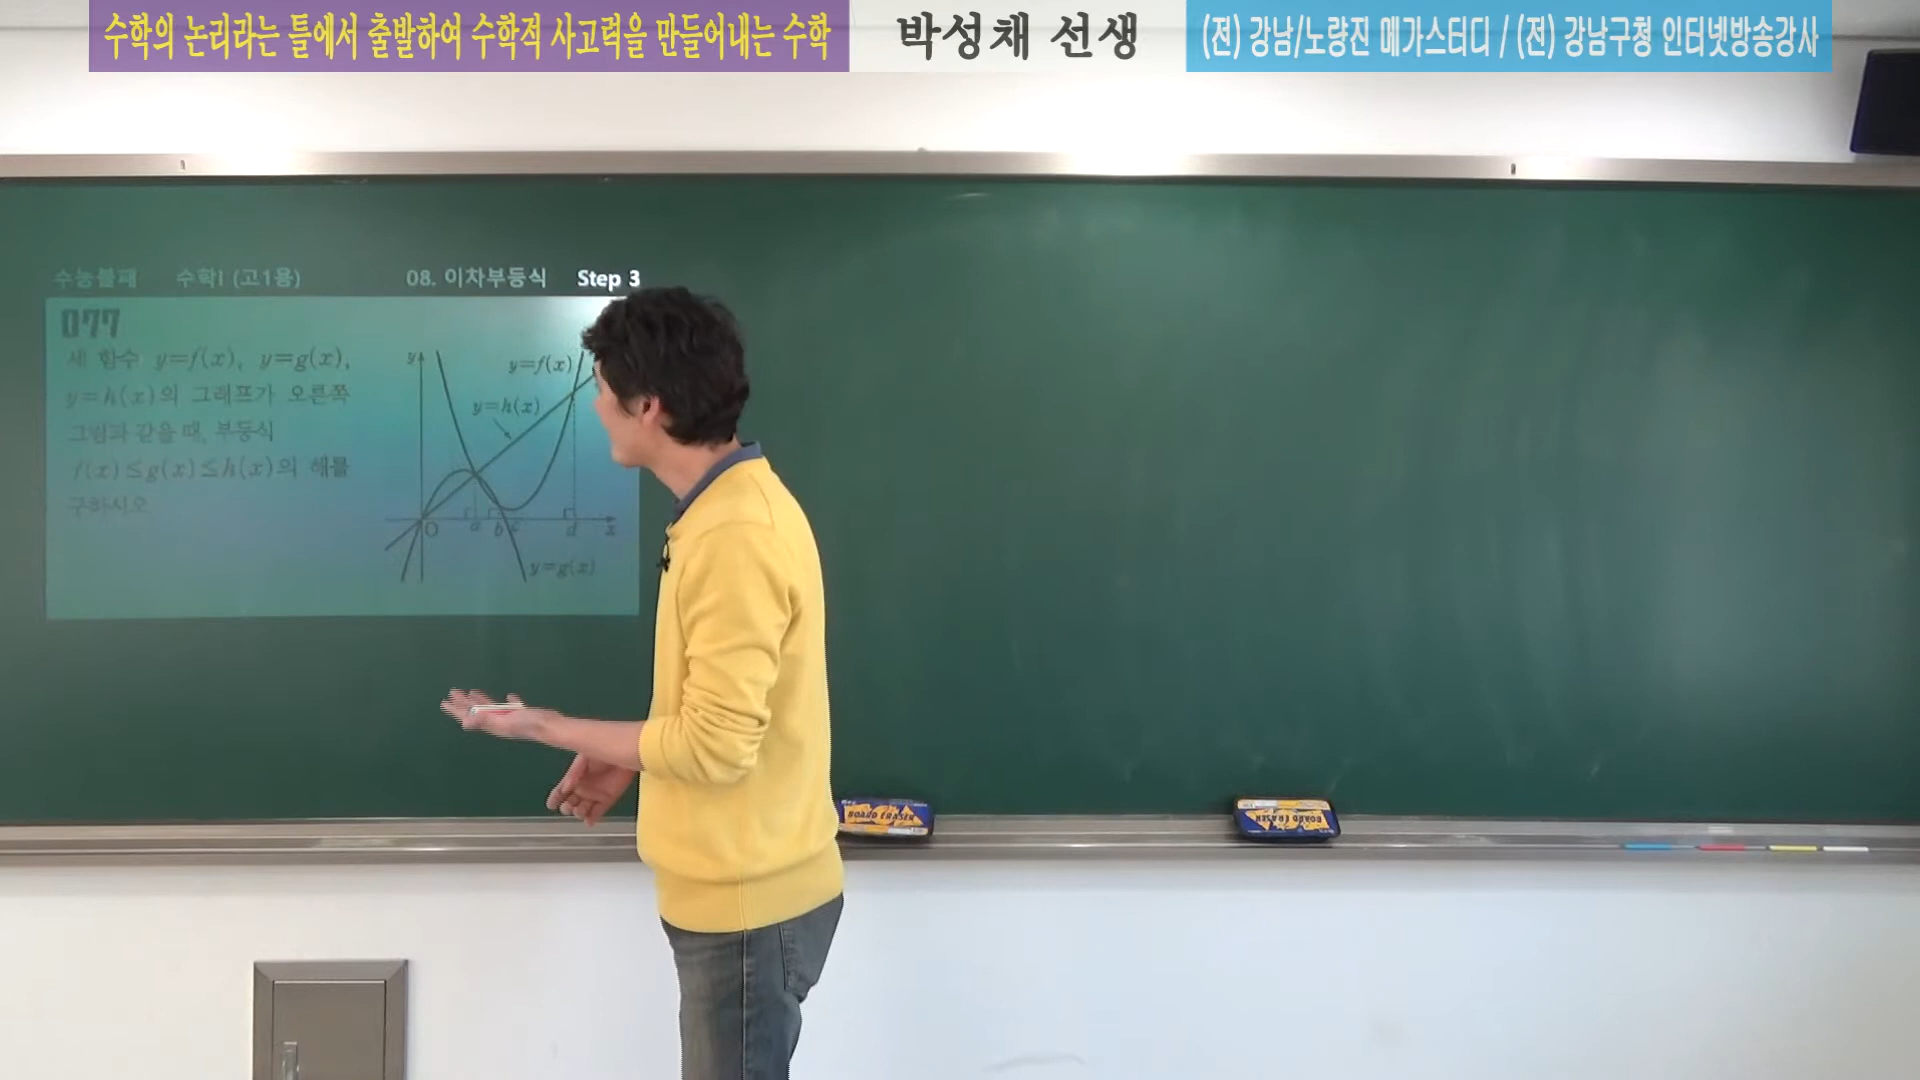 수학의 논리라는 틀에서 출발하여 수학적 사고력을 만들어내는 수학
박성채 선생
(전) 강남/노량진 메가스터디 / (전) 강남구청 인터넷방송강사
수능불패 수학I (고1용) 08. 이차부등식 Step 3
077
세 함수 y=f(x), y=g(x),
y=h(x)의 그래프가 오른쪽
그림과 같을 때, 부등식
f(x)≤g(x)≤h(x)의 해를
구하시오
y
y=f(x)
y=h(x)
O a b c d x
y=g(x)
BOARD ERASER
BOARD ERASER